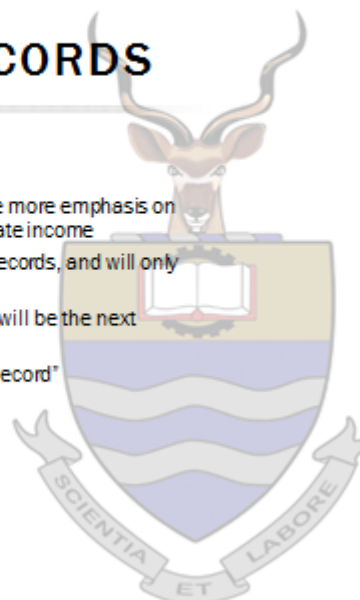 CORDS
e more emphasis on
ate income
ecords, and will only
will be the next
ecord”
SCIENTIA
ET
LABORE